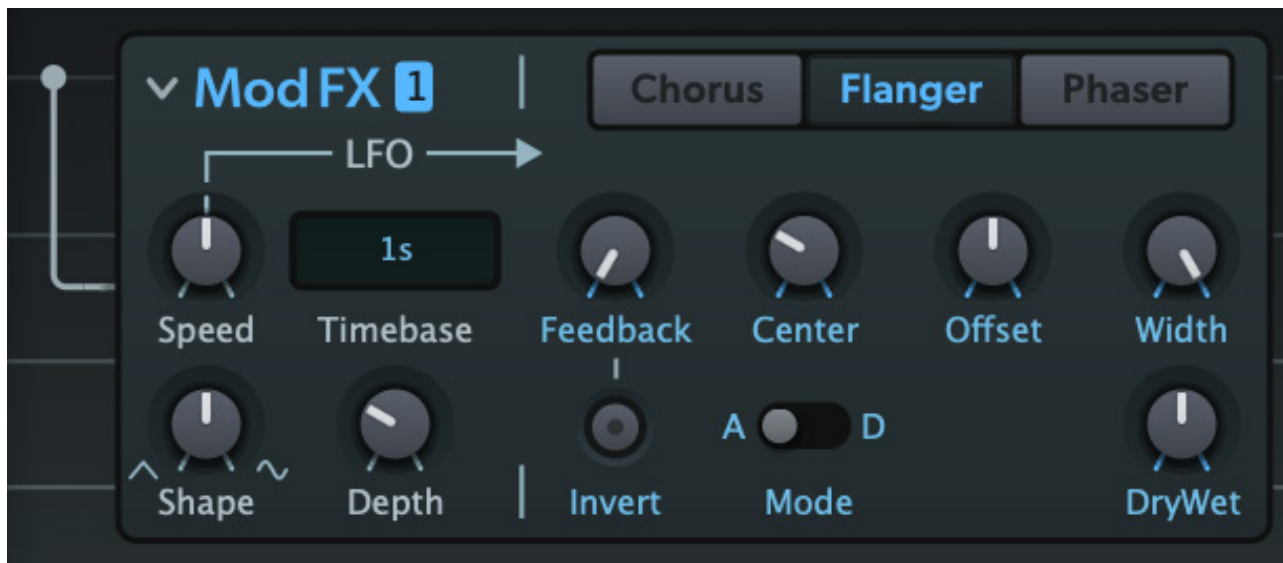 Mod FX 1 Chorus Flanger Phaser
LFO
1s
Speed Timebase Feedback Center Offset Width
A D
Shape Depth Invert Mode DryWet